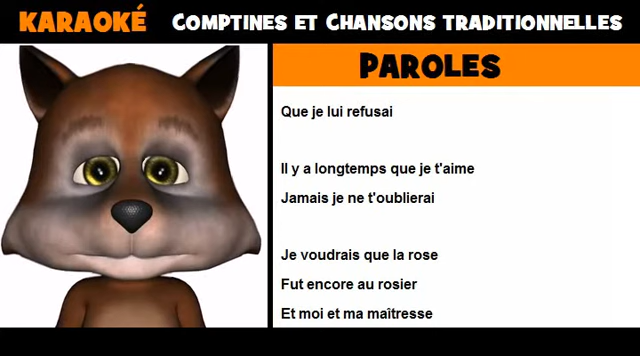 KARAOKÉ COMPTINES ET CHANSONS TRADITIONNELLES
PAROLES
Que je lui refusai
Il y a longtemps que je t'aime
Jamais je ne t'oublierai
Je voudrais que la rose
Fut encore au rosier
Et moi et ma maîtresse